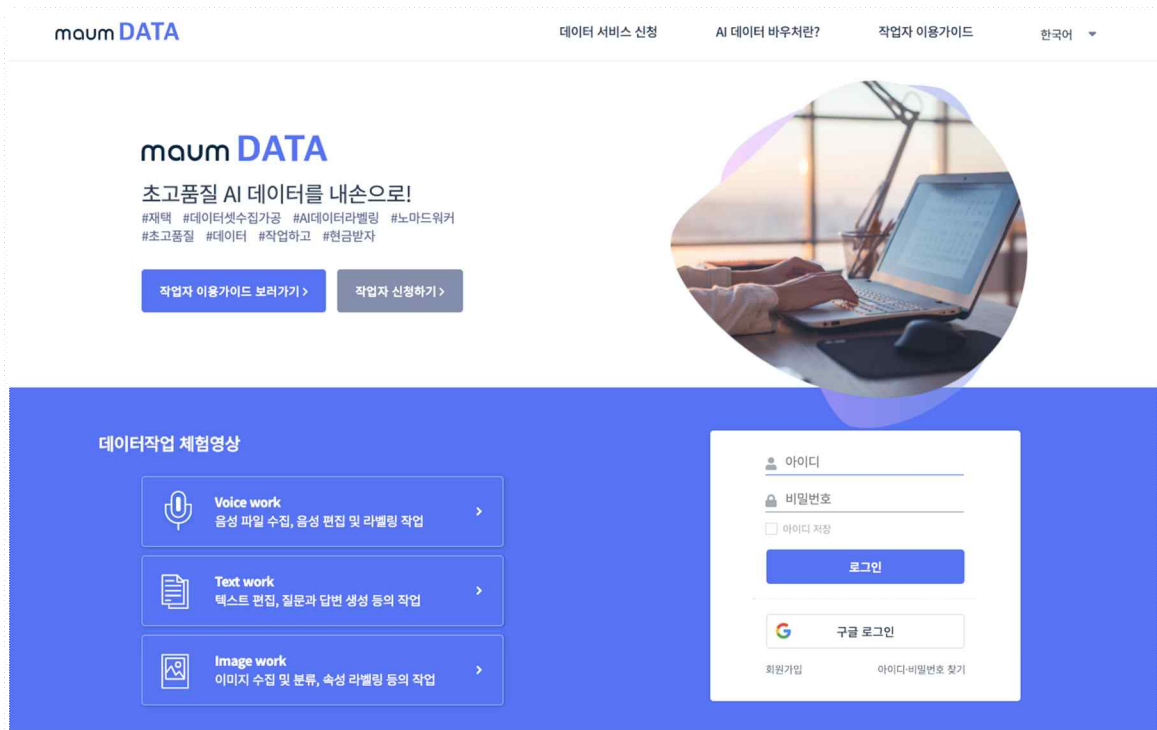 maum DATA
데이터 서비스 신청
AI 데이터 바우처란?
작업자 이용가이드
한국어
maum DATA
초고품질 AI 데이터를 내손으로!
#재택 #데이터셋수집가공 #AI데이터라벨링 #노마드워커
#초고품질 #데이터 #작업하고 #현금받자
작업자 이용가이드 보러가기 >
작업자 신청하기 >
데이터작업 체험영상
Voice work
음성 파일 수집, 음성 편집 및 라벨링 작업
Text work
텍스트 편집, 질문과 답변 생성 등의 작업
Image work
이미지 수집 및 분류, 속성 라벨링 등의 작업
아이디
비밀번호
아이디 저장
로그인
구글 로그인
회원가입
아이디·비밀번호 찾기